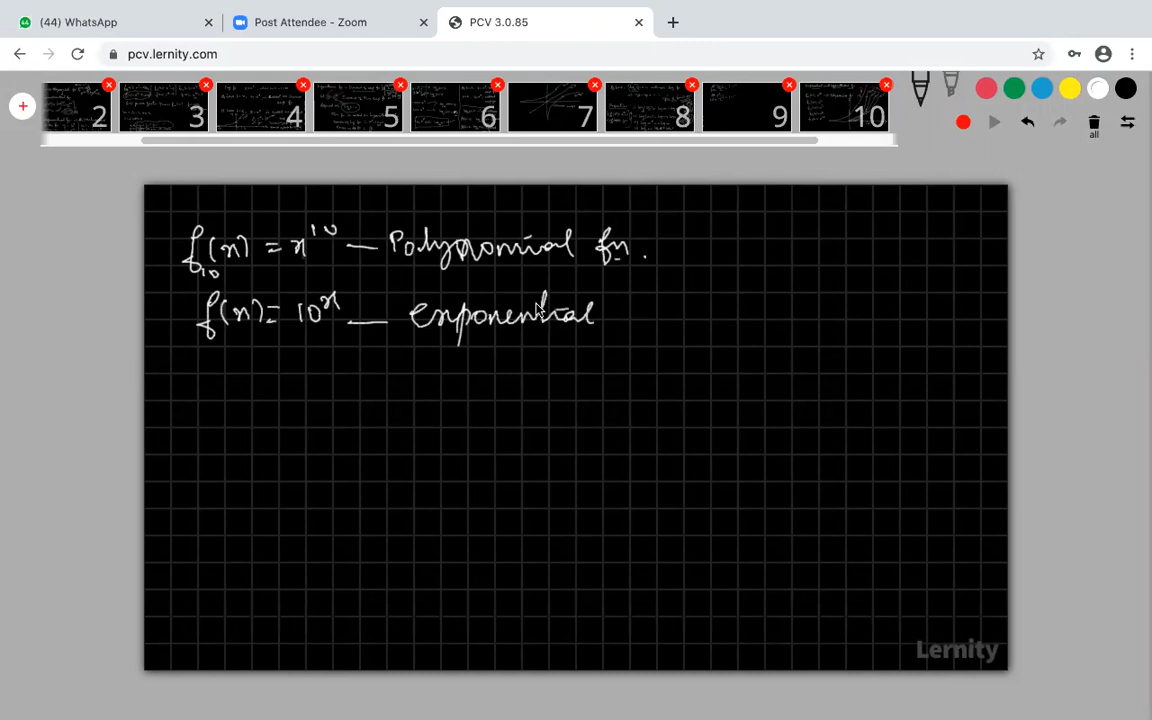 (44) WhatsApp
Post Attendee - Zoom
PCV 3.0.85
pcv.lernity.com
2 3 4 5 6 7 8 9 10
all
f₁₀(x) = x¹⁰ — Polynomial fn.
f(x) = 10ˣ — exponential
Lernity